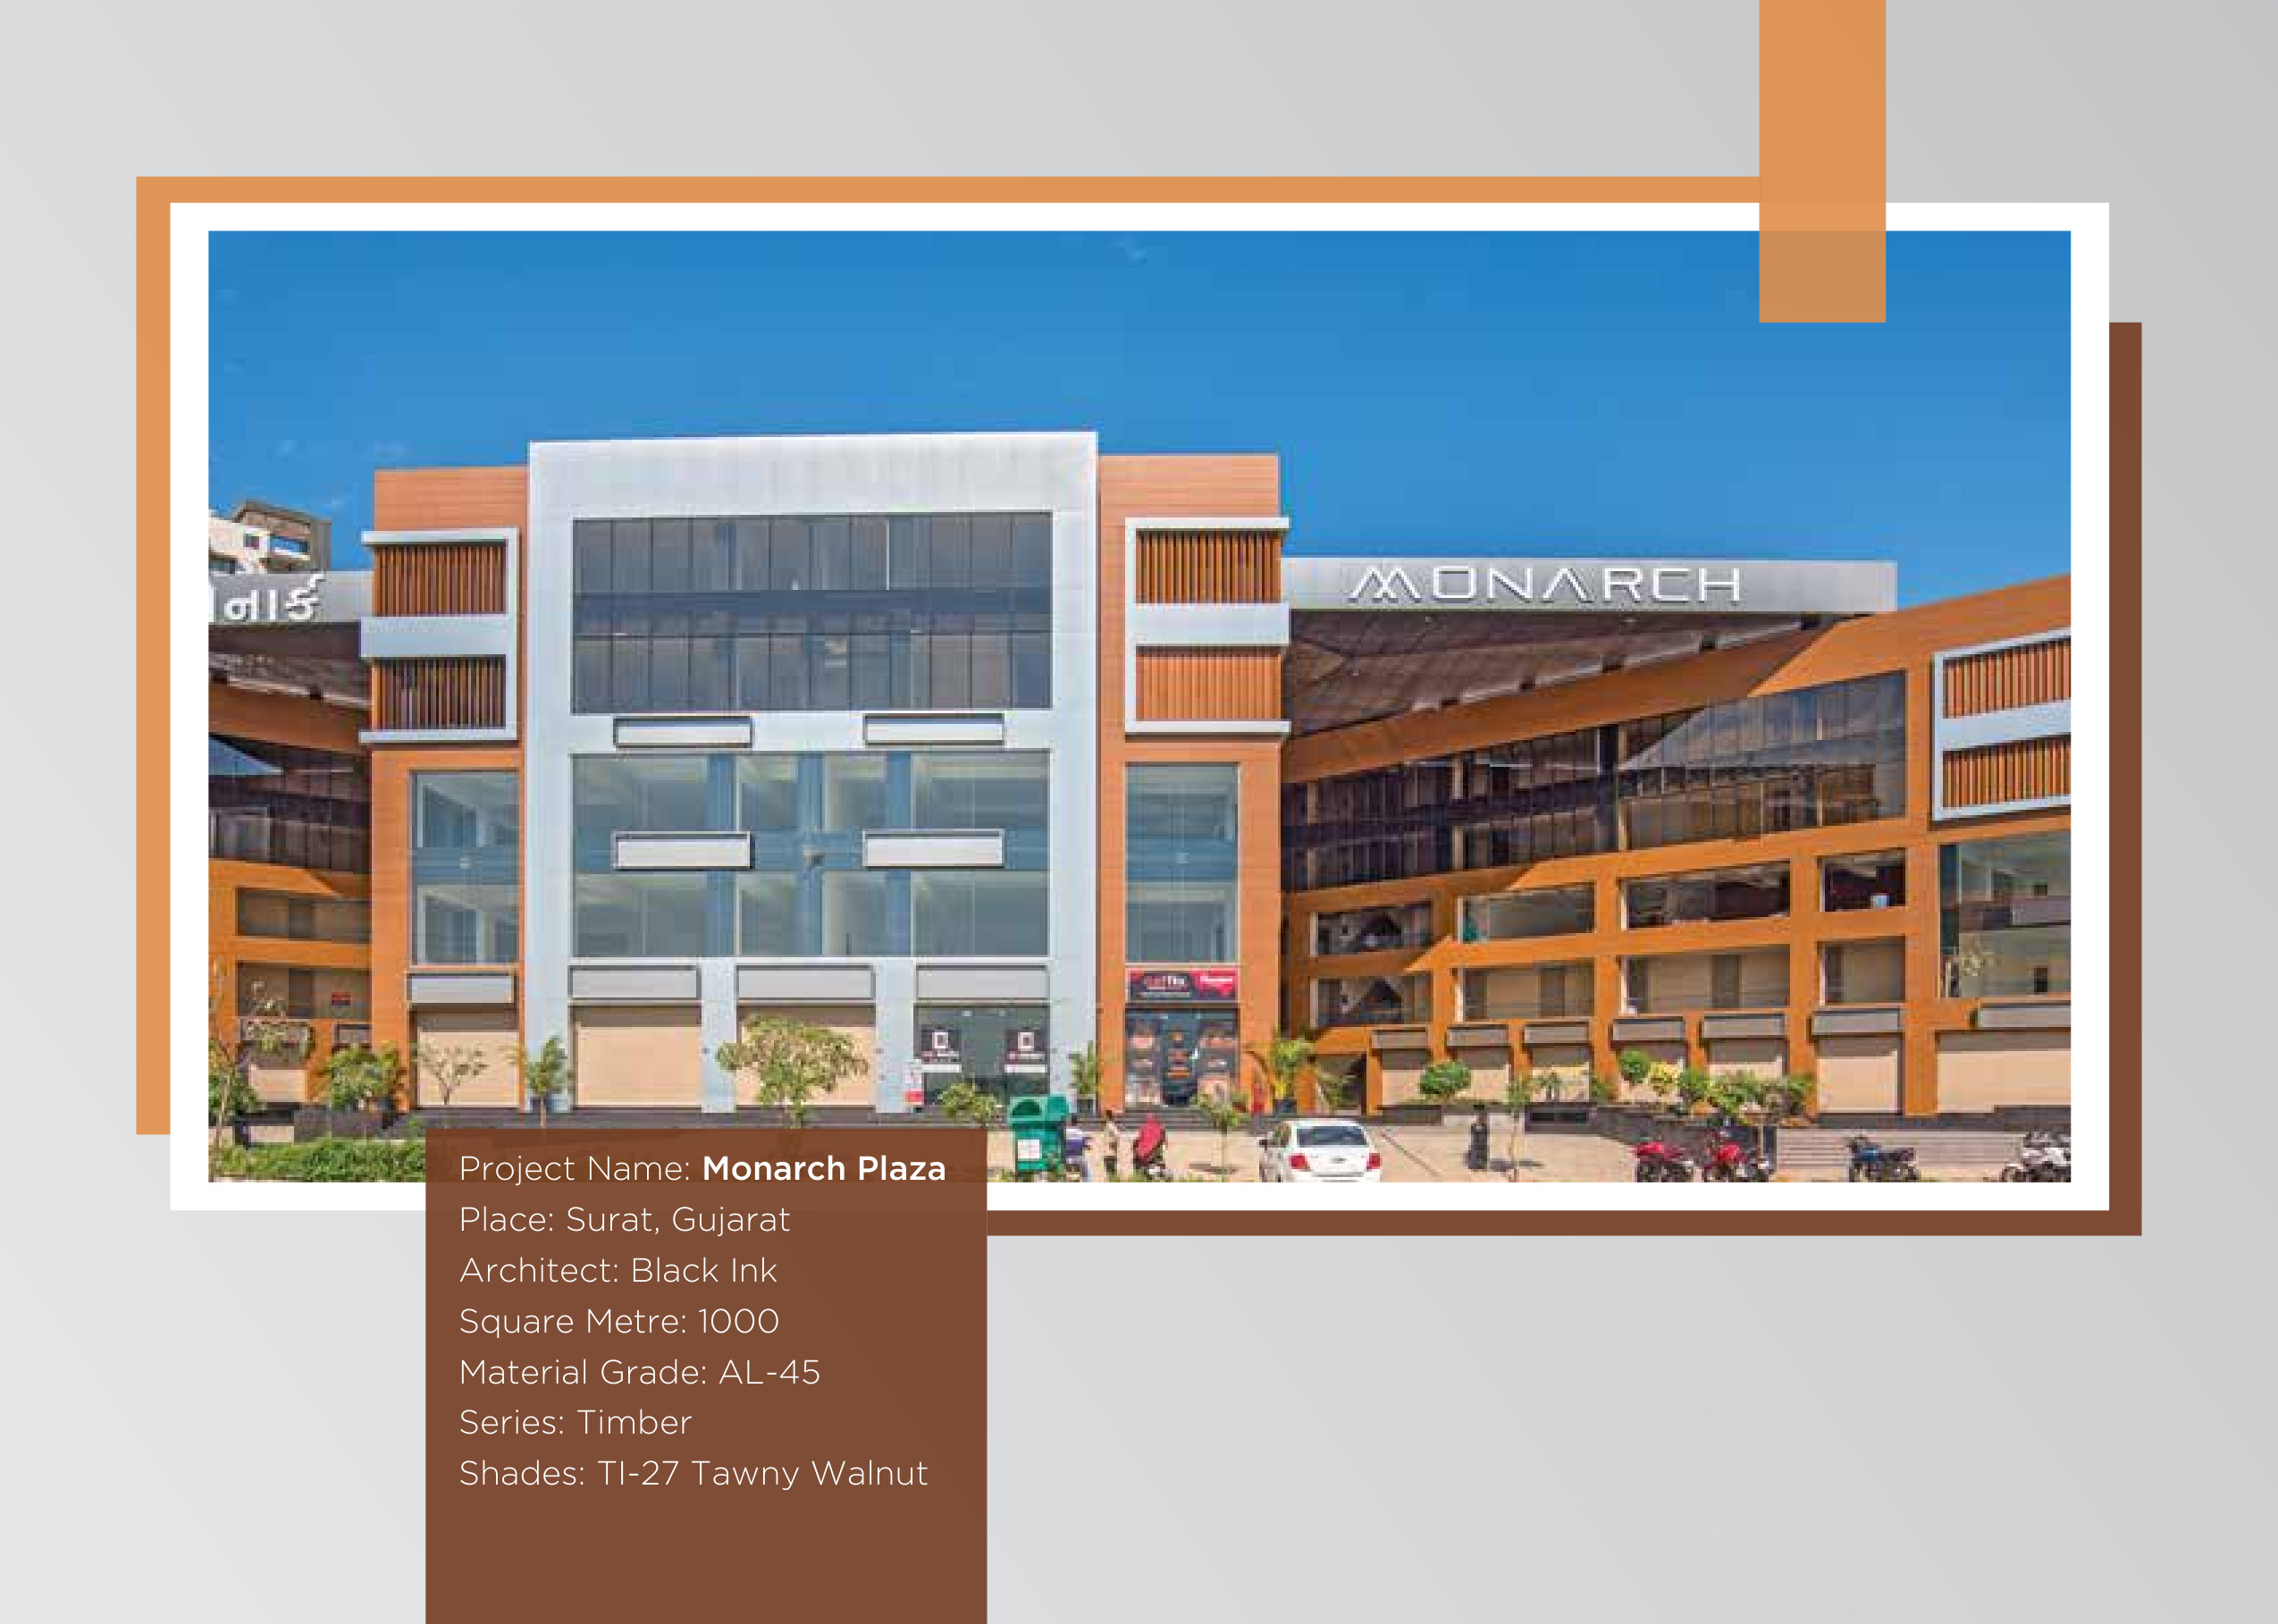 MONARCH
નાર્ક
Project Name: Monarch Plaza
Place: Surat, Gujarat
Architect: Black Ink
Square Metre: 1000
Material Grade: AL-45
Series: Timber
Shades: TI-27 Tawny Walnut